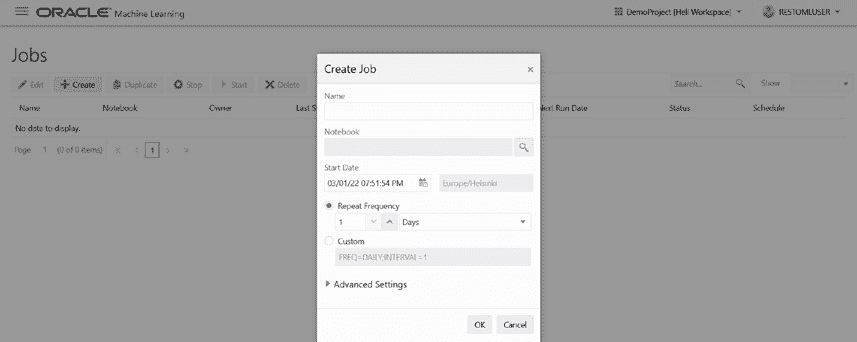 ORACLE Machine Learning
DemoProject [Heli Workspace]
RESTOMLUSER
Jobs
Edit Create Duplicate Stop Start Delete Search... Show
Name Notebook Owner Last S Next Run Date Status Schedule
No data to display.
Page 1 (0 of 0 items) 1
Create Job
Name
Notebook
Start Date
03/01/22 07:51:54 PM Europe/Helsinki
Repeat Frequency
1 Days
Custom
FREQ=DAILY;INTERVAL=1
Advanced Settings
OK Cancel